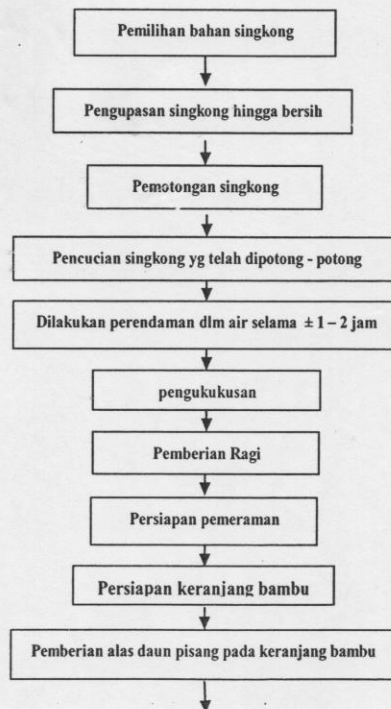 Pemilihan bahan singkong
Pengupasan singkong hingga bersih
Pemotongan singkong
Pencucian singkong yg telah dipotong - potong
Dilakukan perendaman dlm air selama ± 1 – 2 jam
pengukukusan
Pemberian Ragi
Persiapan pemeraman
Persiapan keranjang bambu
Pemberian alas daun pisang pada keranjang bambu